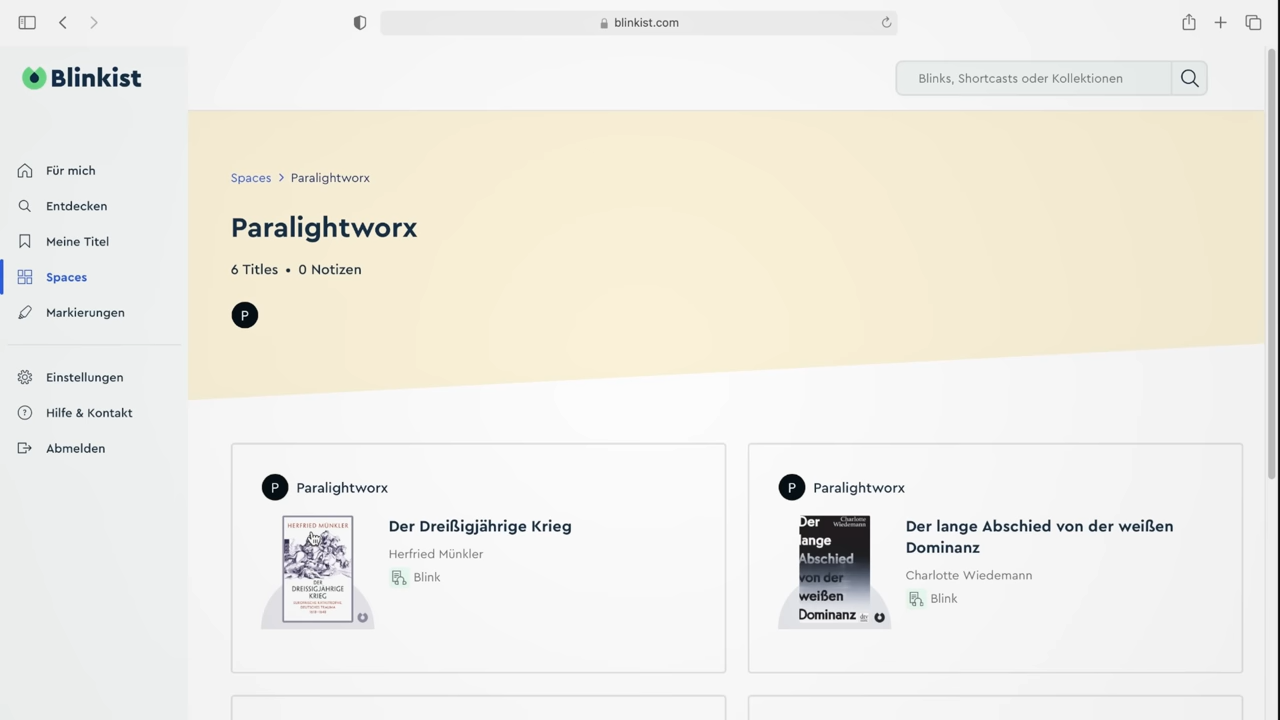 blinkist.com
Blinkist
Blinks, Shortcasts oder Kollektionen
Für mich
Entdecken
Meine Titel
Spaces
Markierungen
Einstellungen
Hilfe & Kontakt
Abmelden
Spaces > Paralightworx
Paralightworx
6 Titles • 0 Notizen
P
P Paralightworx
HERFRIED MÜNKLER
DER
DREISSIGJÄHRIGE
KRIEG
Der Dreißigjährige Krieg
Herfried Münkler
Blink
P Paralightworx
Charlotte
Wiedemann
Der
lange
Abschied
von der
weißen
Dominanz
Der lange Abschied von der weißen
Dominanz
Charlotte Wiedemann
Blink